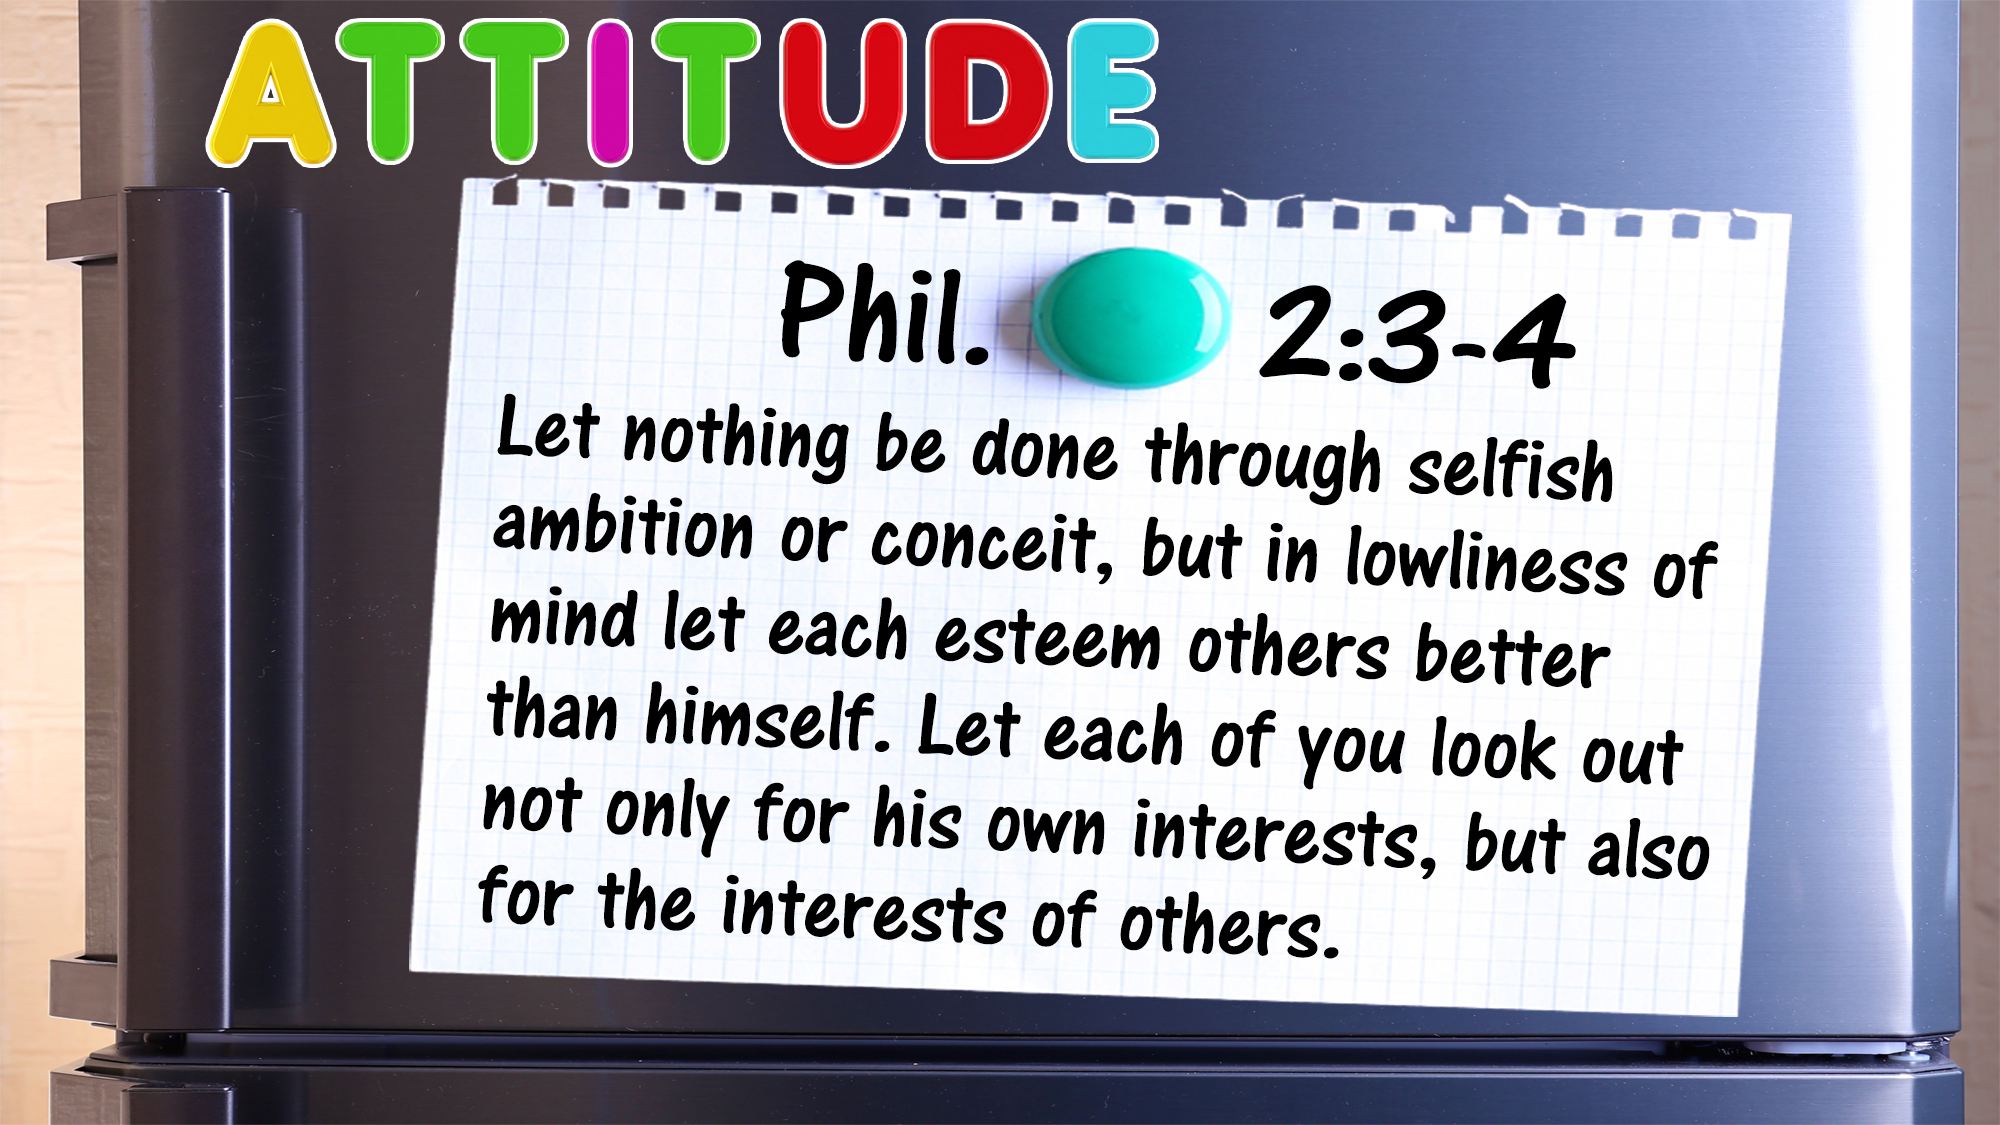 ATTITUDE
Phil. 2:3-4
Let nothing be done through selfish
ambition or conceit, but in lowliness of
mind let each esteem others better
than himself. Let each of you look out
not only for his own interests, but also
for the interests of others.